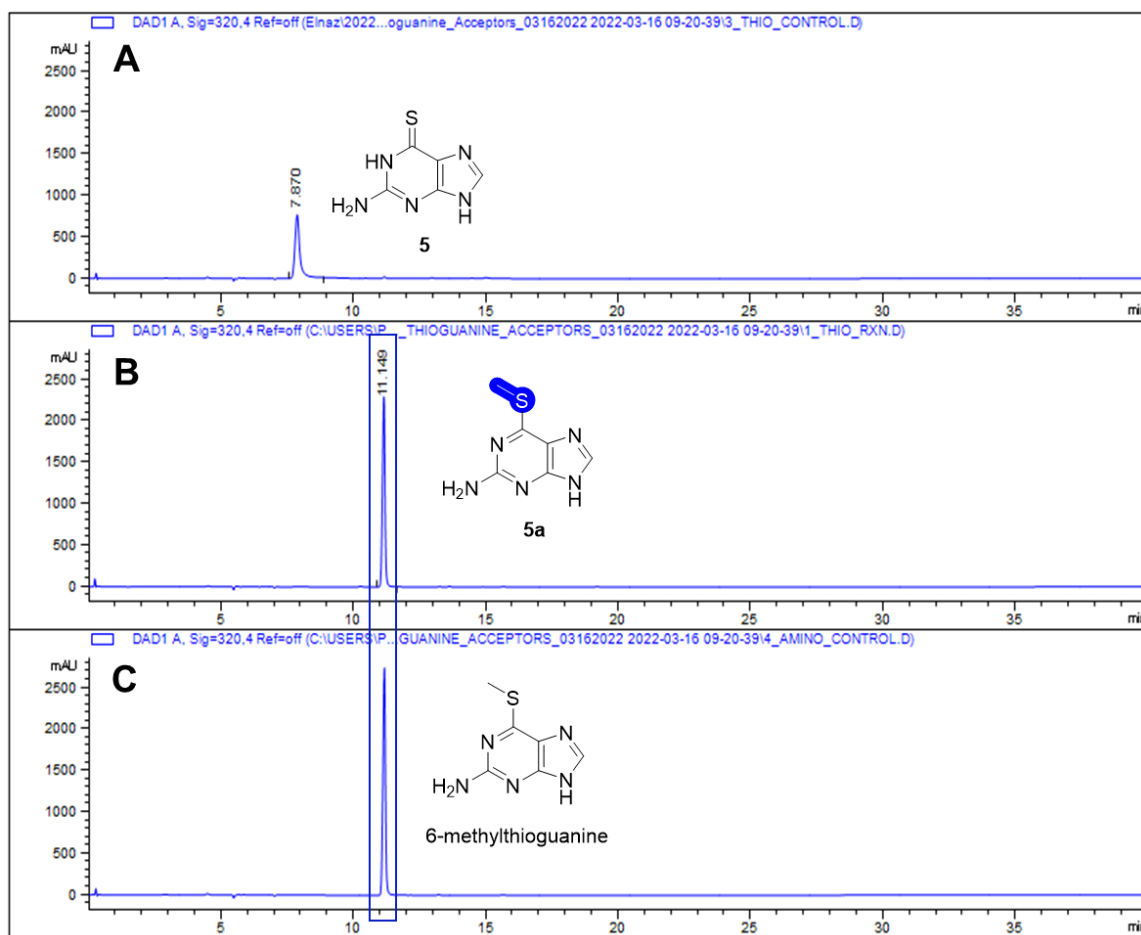 DAD1 A, Sig=320,4 Ref=off (Elnaz\2022...oguanine_Acceptors_03162022 2022-03-16 09-20-39\3_THIO_CONTROL.D)
mAU
A
2500
2000
1500
1000
500
0
7.870
S
HN
N
H2N
N
N
H
5
5
10
15
20
25
30
35
min
DAD1 A, Sig=320,4 Ref=off (C:\USERS\P..._THIOGUANINE_ACCEPTORS_03162022 2022-03-16 09-20-39\1_THIO_RXN.D)
mAU
B
2500
2000
1500
1000
500
0
11.149
S
N
N
H2N
N
N
H
5a
5
10
15
20
25
30
35
min
DAD1 A, Sig=320,4 Ref=off (C:\USERS\P...GUANINE_ACCEPTORS_03162022 2022-03-16 09-20-39\4_AMINO_CONTROL.D)
mAU
C
2500
2000
1500
1000
500
0
S
N
N
H2N
N
N
H
6-methylthioguanine
5
10
15
20
25
30
35
min